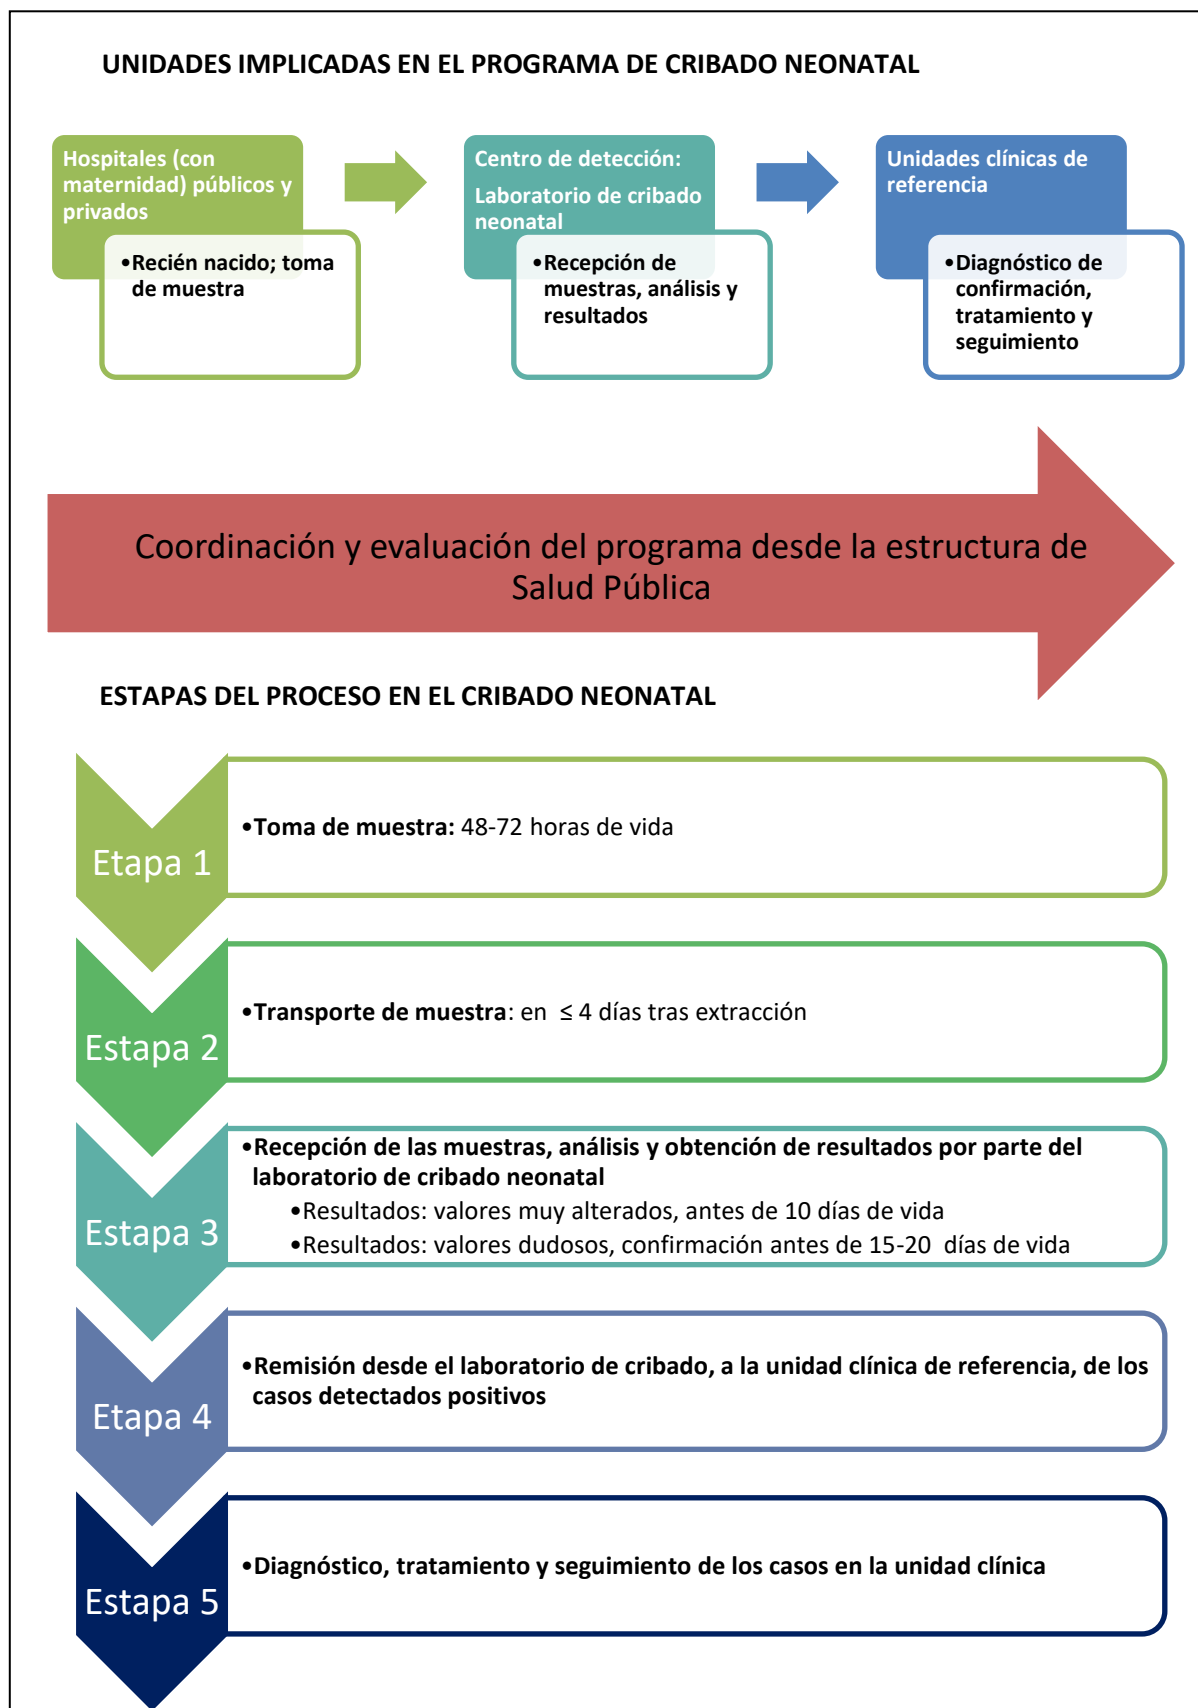 UNIDADES IMPLICADAS EN EL PROGRAMA DE CRIBADO NEONATAL
Hospitales (con
maternidad) públicos y
privados
•Recién nacido; toma
de muestra
Centro de detección:
Laboratorio de cribado
neonatal
•Recepción de
muestras, análisis y
resultados
Unidades clínicas de
referencia
•Diagnóstico de
confirmación,
tratamiento y
seguimiento
Coordinación y evaluación del programa desde la estructura de
Salud Pública
ESTAPAS DEL PROCESO EN EL CRIBADO NEONATAL
Etapa 1
•Toma de muestra: 48-72 horas de vida
Estapa 2
•Transporte de muestra: en ≤ 4 días tras extracción
Estapa 3
•Recepción de las muestras, análisis y obtención de resultados por parte del
laboratorio de cribado neonatal
•Resultados: valores muy alterados, antes de 10 días de vida
•Resultados: valores dudosos, confirmación antes de 15-20 días de vida
Etapa 4
•Remisión desde el laboratorio de cribado, a la unidad clínica de referencia, de los
casos detectados positivos
Estapa 5
•Diagnóstico, tratamiento y seguimiento de los casos en la unidad clínica